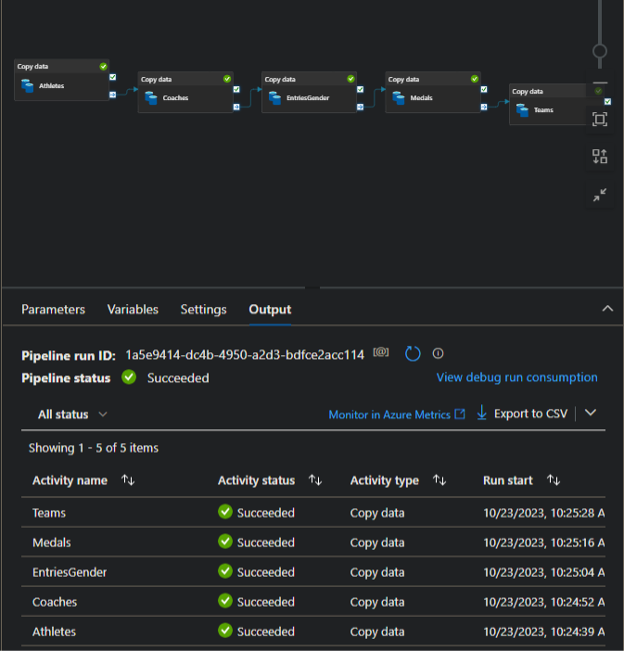 Copy data
Athletes
Copy data
Coaches
Copy data
EntriesGender
Copy data
Medals
Copy data
Teams
Parameters Variables Settings Output
Pipeline run ID: 1a5e9414-dc4b-4950-a2d3-bdfce2acc114
Pipeline status Succeeded View debug run consumption
All status Monitor in Azure Metrics Export to CSV
Showing 1 - 5 of 5 items
Activity name Activity status Activity type Run start
Teams Succeeded Copy data 10/23/2023, 10:25:28 A
Medals Succeeded Copy data 10/23/2023, 10:25:16 A
EntriesGender Succeeded Copy data 10/23/2023, 10:25:04 A
Coaches Succeeded Copy data 10/23/2023, 10:24:52 A
Athletes Succeeded Copy data 10/23/2023, 10:24:39 A